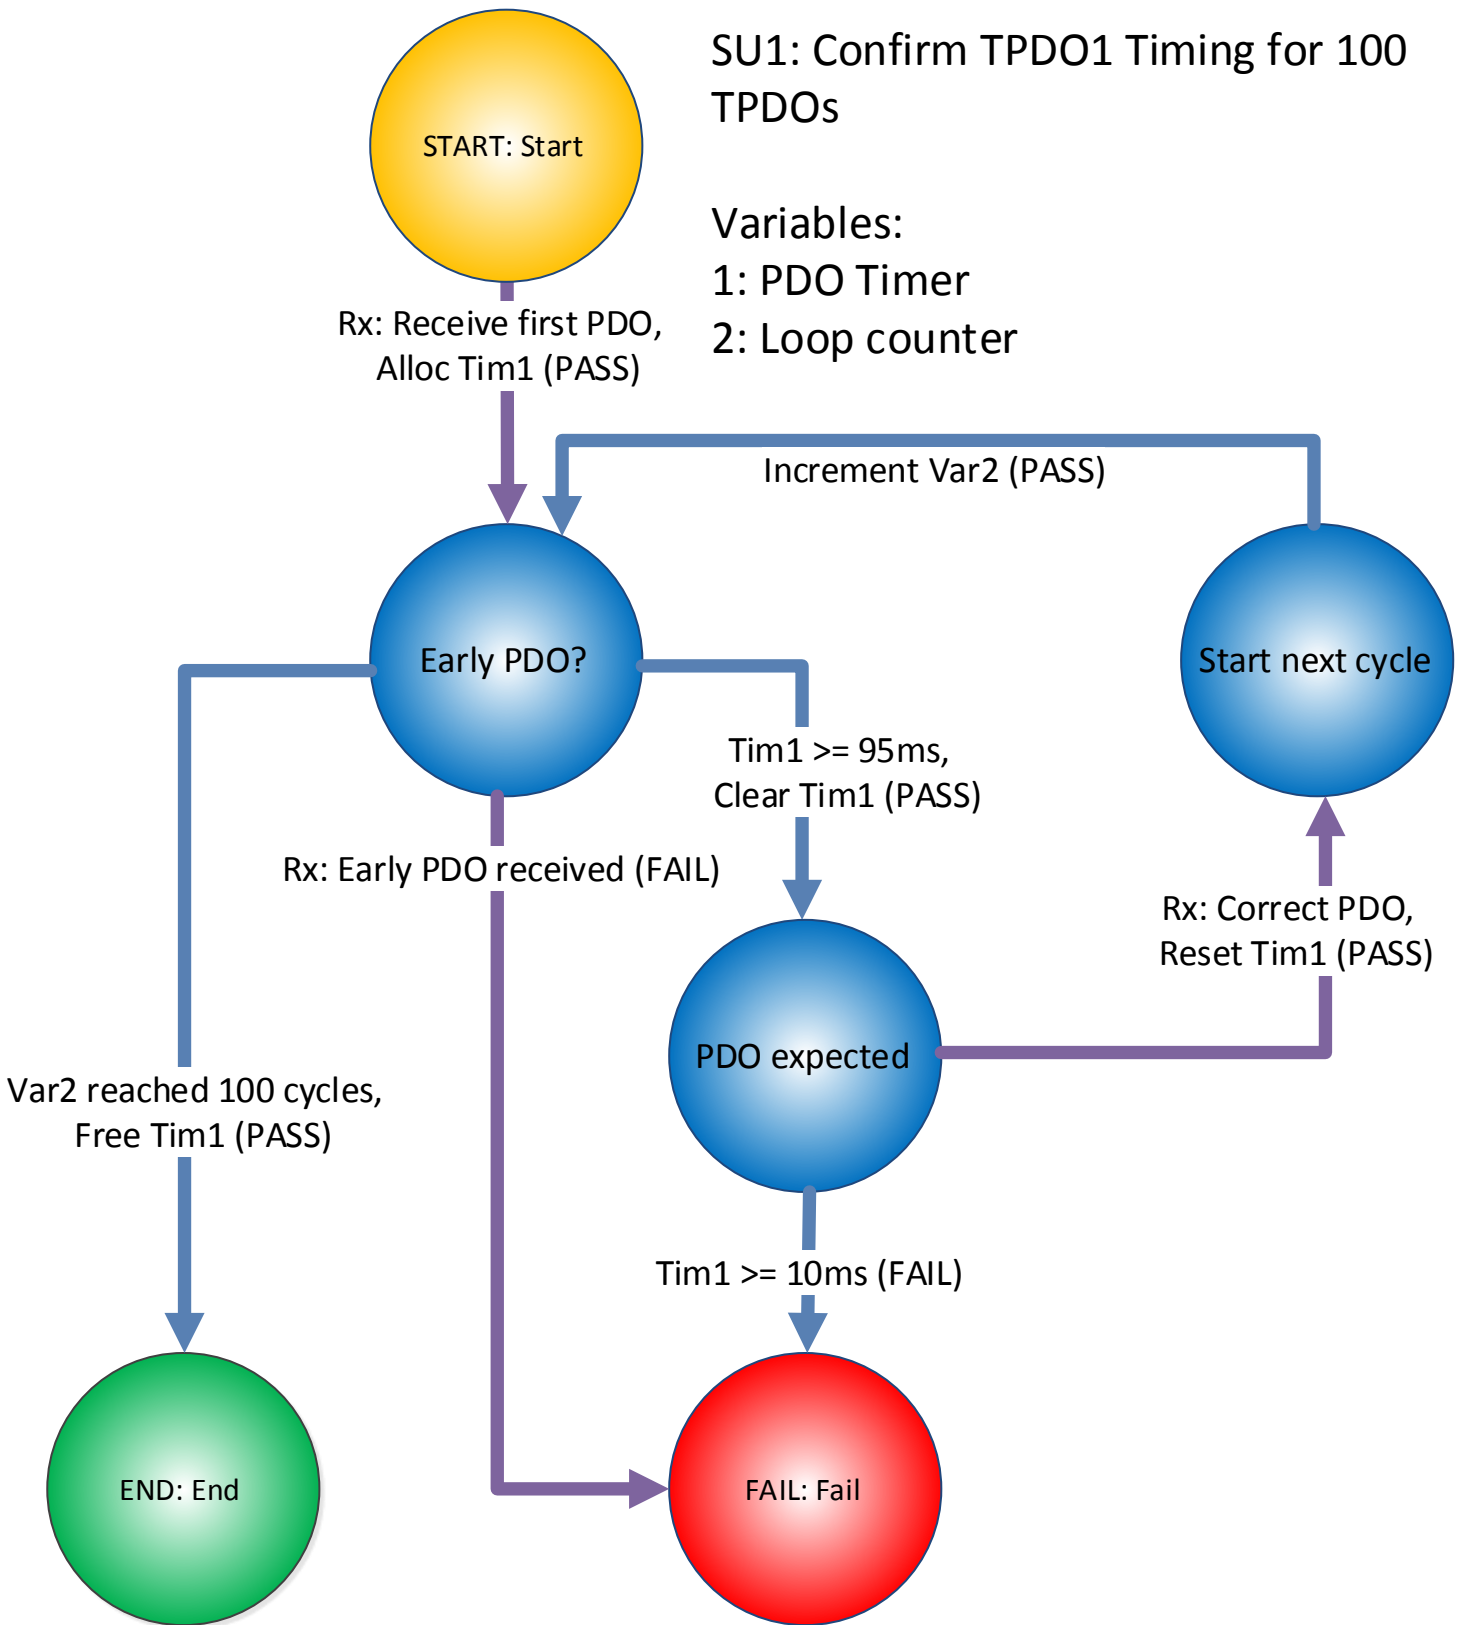 SU1: Confirm TPDO1 Timing for 100
TPDOs
START: Start
Variables:
1: PDO Timer
2: Loop counter
Rx: Receive first PDO,
Alloc Tim1 (PASS)
Increment Var2 (PASS)
Early PDO?
Start next cycle
Tim1 >= 95ms,
Clear Tim1 (PASS)
Rx: Early PDO received (FAIL)
Rx: Correct PDO,
Reset Tim1 (PASS)
PDO expected
Var2 reached 100 cycles,
Free Tim1 (PASS)
Tim1 >= 10ms (FAIL)
END: End
FAIL: Fail